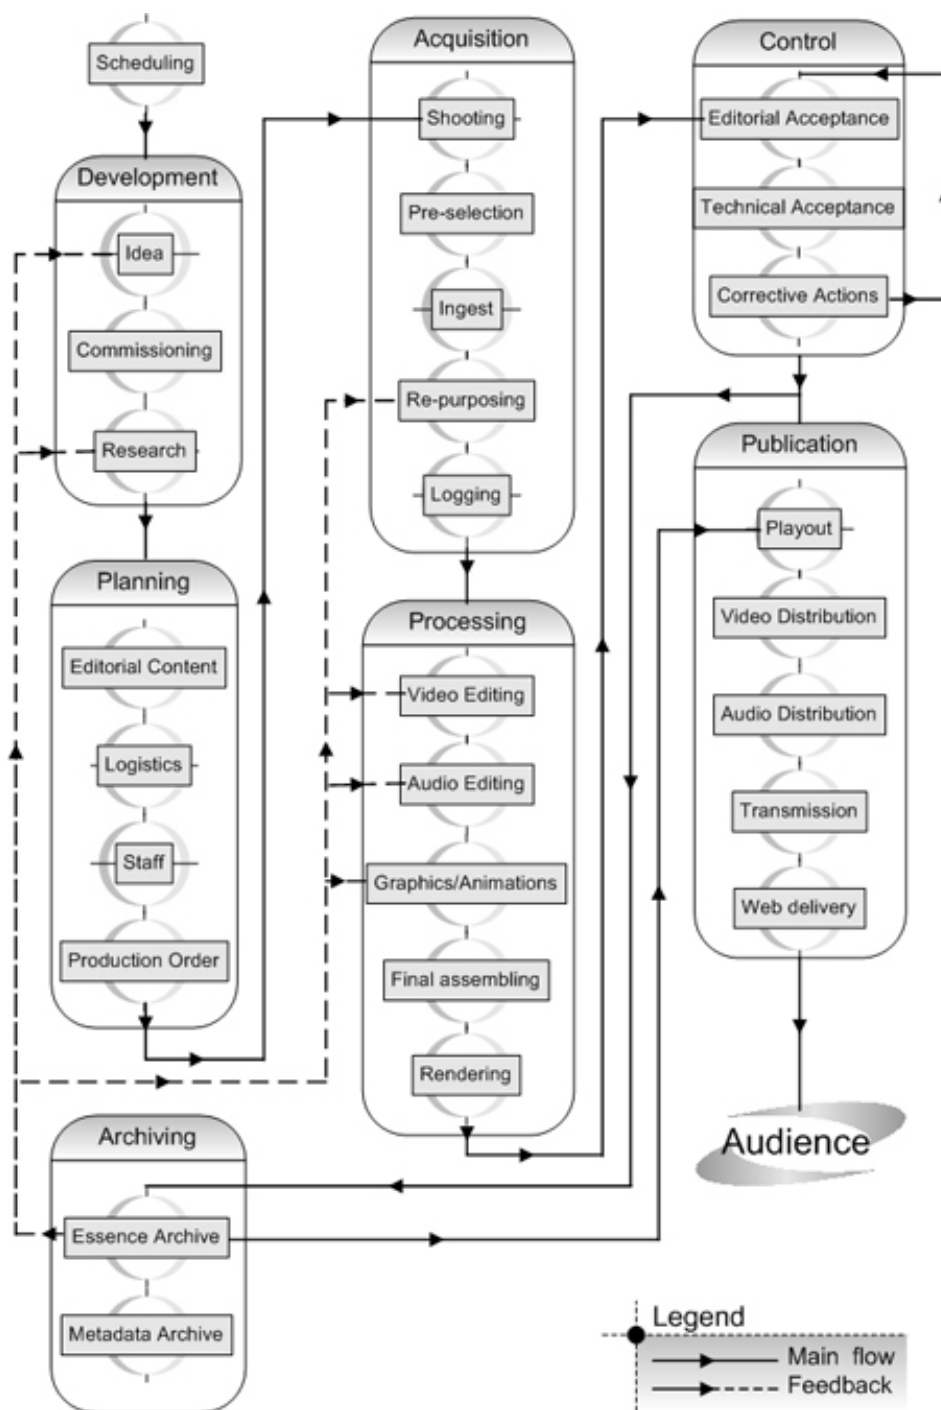 Scheduling
Development
Idea
Commissioning
Research
Planning
Editorial Content
Logistics
Staff
Production Order
Archiving
Essence Archive
Metadata Archive
Acquisition
Shooting
Pre-selection
Ingest
Re-purposing
Logging
Processing
Video Editing
Audio Editing
Graphics/Animations
Final assembling
Rendering
Control
Editorial Acceptance
Technical Acceptance
Corrective Actions
Publication
Playout
Video Distribution
Audio Distribution
Transmission
Web delivery
Audience
Legend
Main flow
Feedback